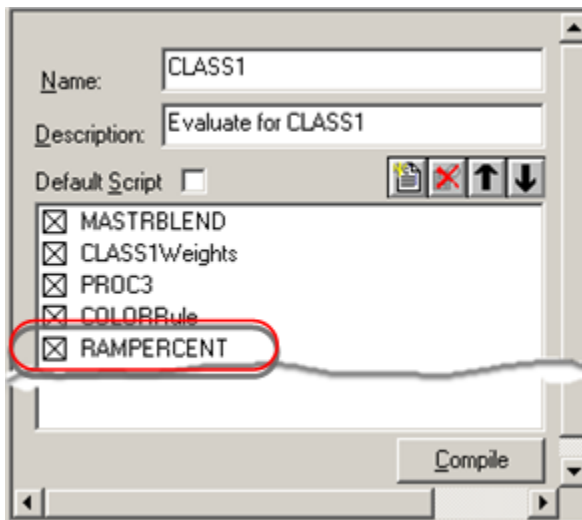 Name: CLASS1
Description: Evaluate for CLASS1
Default Script
MASTRBLEND
CLASS1Weights
PROC3
COLORRule
RAMPERCENT
Compile